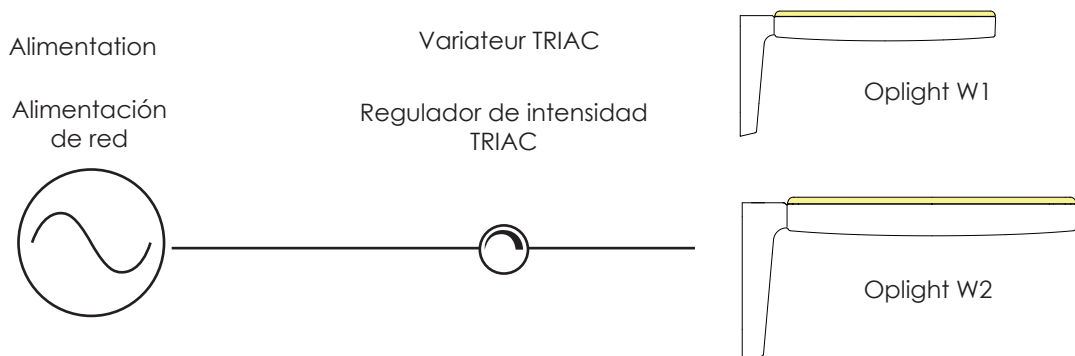 Alimentation
Variateur TRIAC
Oplight W1
Alimentación
de red
Regulador de intensidad
TRIAC
Oplight W2